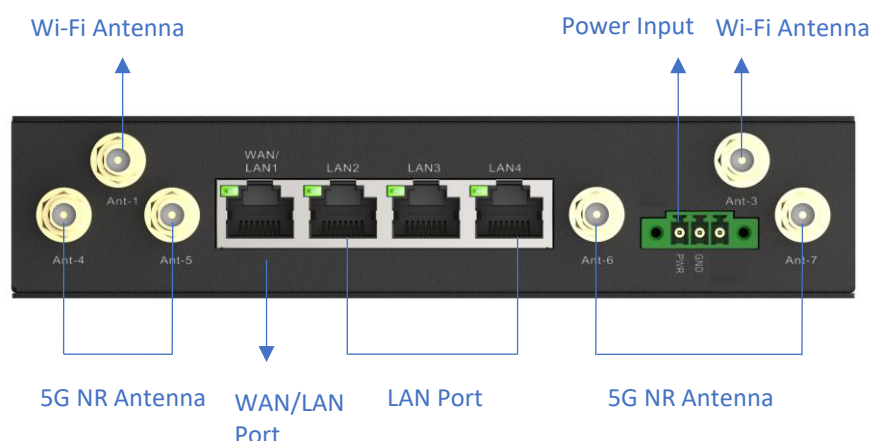 Wi-Fi Antenna
Power Input
Wi-Fi Antenna
WAN/
LAN1
LAN2
LAN3
LAN4
Ant-1
Ant-3
Ant-4
Ant-5
Ant-6
PWR
GND
Ant-7
5G NR Antenna
WAN/LAN
Port
LAN Port
5G NR Antenna